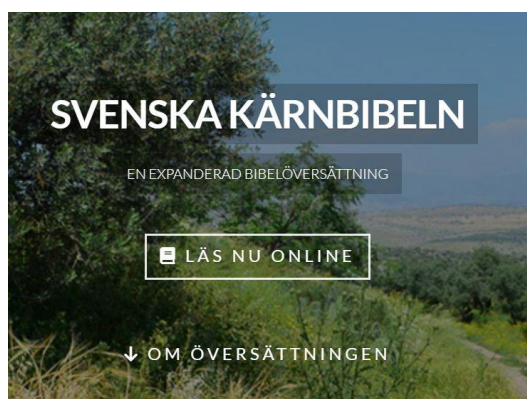 SVENSKA KÄRNBIBELN
EN EXPANDERAD BIBELÖVERSÄTTNING
LÄS NU ONLINE
OM ÖVERSÄTTNINGEN